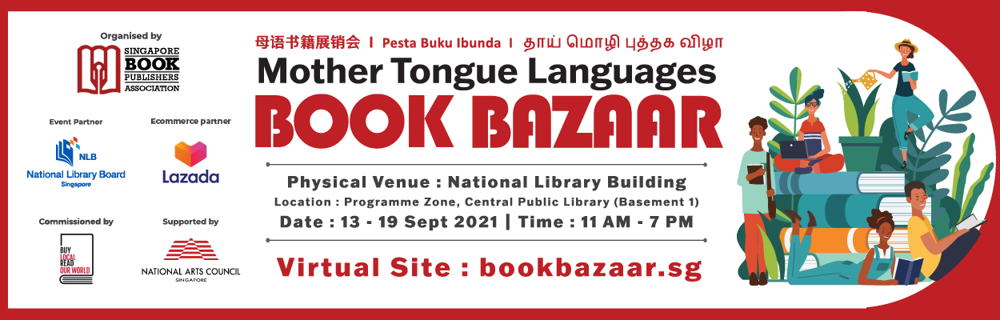 Organised by
SINGAPORE
BOOK
PUBLISHERS
ASSOCIATION
Event Partner
Ecommerce partner
NLB
National Library Board
Singapore
Lazada
Commissioned by
Supported by
BUY
LOCAL
READ
OUR WORLD
NATIONAL ARTS COUNCIL
SINGAPORE
母语书籍展销会 I Pesta Buku Ibunda I தாய் மொழி புத்தக விழா
Mother Tongue Languages
BOOK BAZAAR
Physical Venue : National Library Building
Location : Programme Zone, Central Public Library (Basement 1)
Date : 13 - 19 Sept 2021 | Time : 11 AM - 7 PM
Virtual Site : bookbazaar.sg